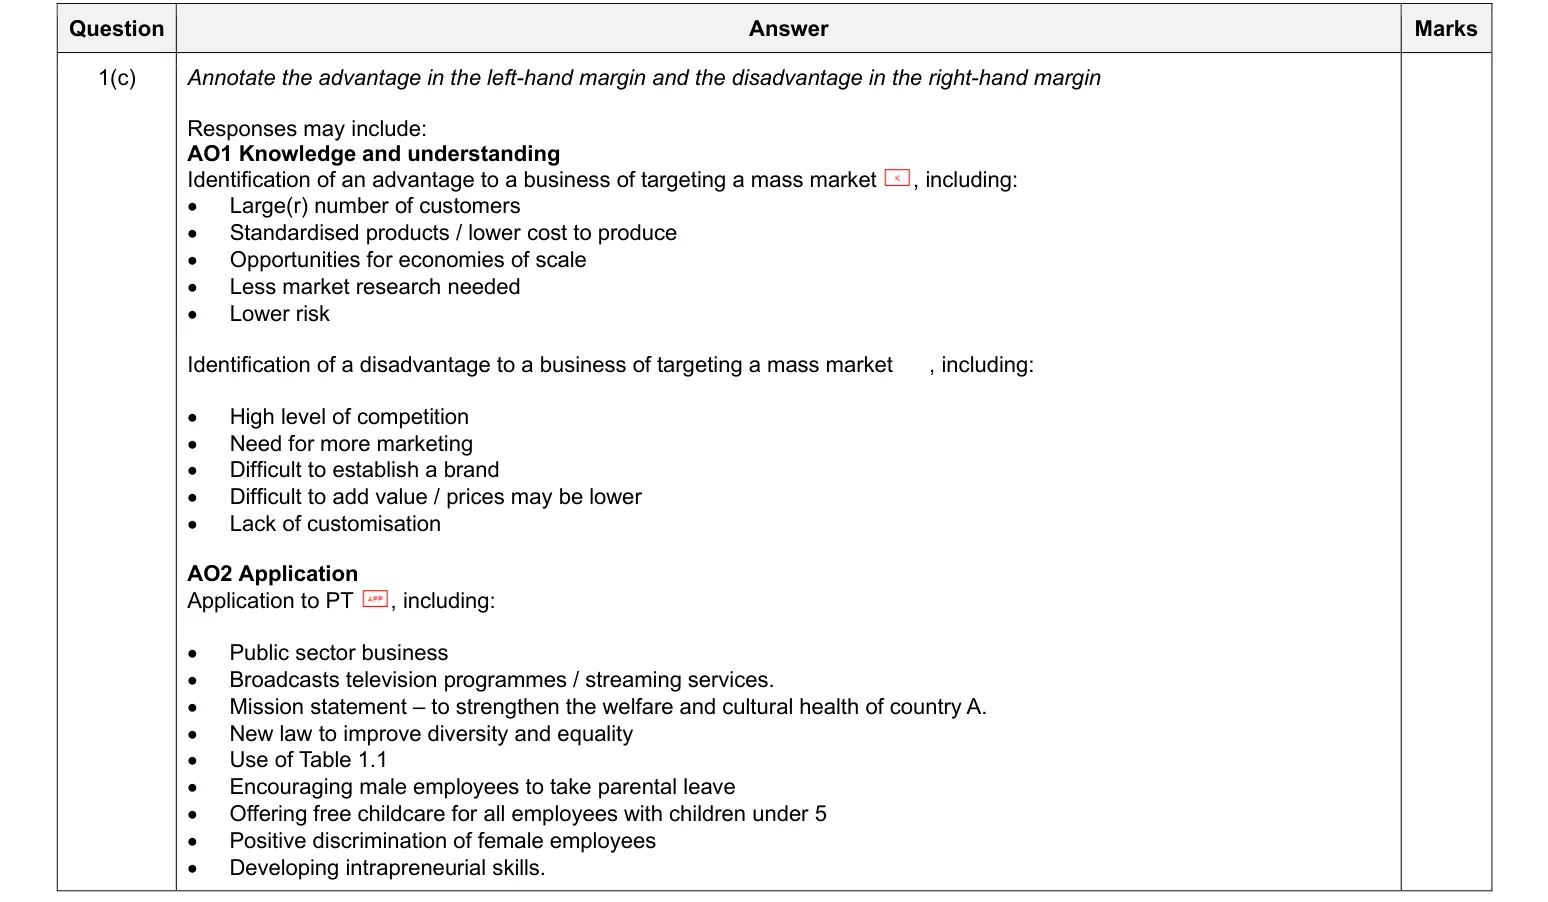 Question Answer Marks
1(c) Annotate the advantage in the left-hand margin and the disadvantage in the right-hand margin
Responses may include:
AO1 Knowledge and understanding
Identification of an advantage to a business of targeting a mass market K, including:
• Large(r) number of customers
• Standardised products / lower cost to produce
• Opportunities for economies of scale
• Less market research needed
• Lower risk
Identification of a disadvantage to a business of targeting a mass market , including:
• High level of competition
• Need for more marketing
• Difficult to establish a brand
• Difficult to add value / prices may be lower
• Lack of customisation
AO2 Application
Application to PT APP, including:
• Public sector business
• Broadcasts television programmes / streaming services.
• Mission statement – to strengthen the welfare and cultural health of country A.
• New law to improve diversity and equality
• Use of Table 1.1
• Encouraging male employees to take parental leave
• Offering free childcare for all employees with children under 5
• Positive discrimination of female employees
• Developing intrapreneurial skills.